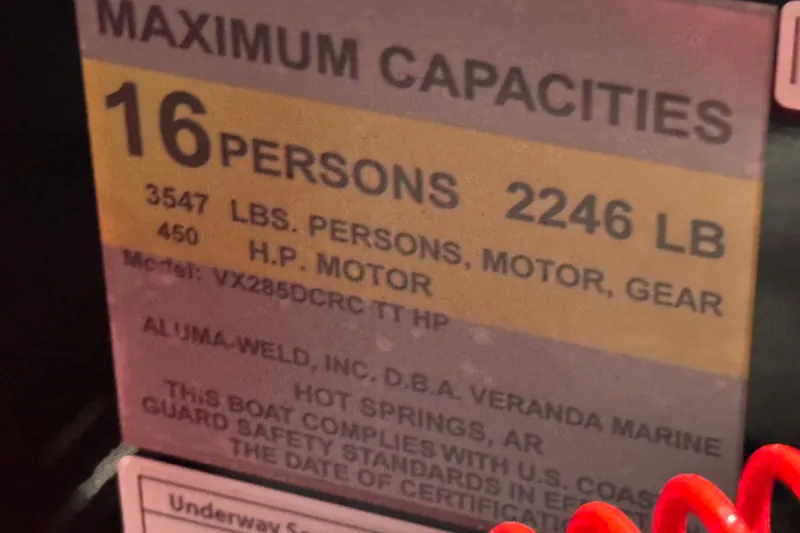 MAXIMUM CAPACITIES
16 PERSONS 2246 LB
3547 LBS. PERSONS, MOTOR, GEAR
450 H.P. MOTOR
Model: VX285DCRC TT HP
ALUMA-WELD, INC. D.B.A. VERANDA MARINE
HOT SPRINGS, AR
THIS BOAT COMPLIES WITH U.S. COAST
GUARD SAFETY STANDARDS IN
THE DATE OF
Underway